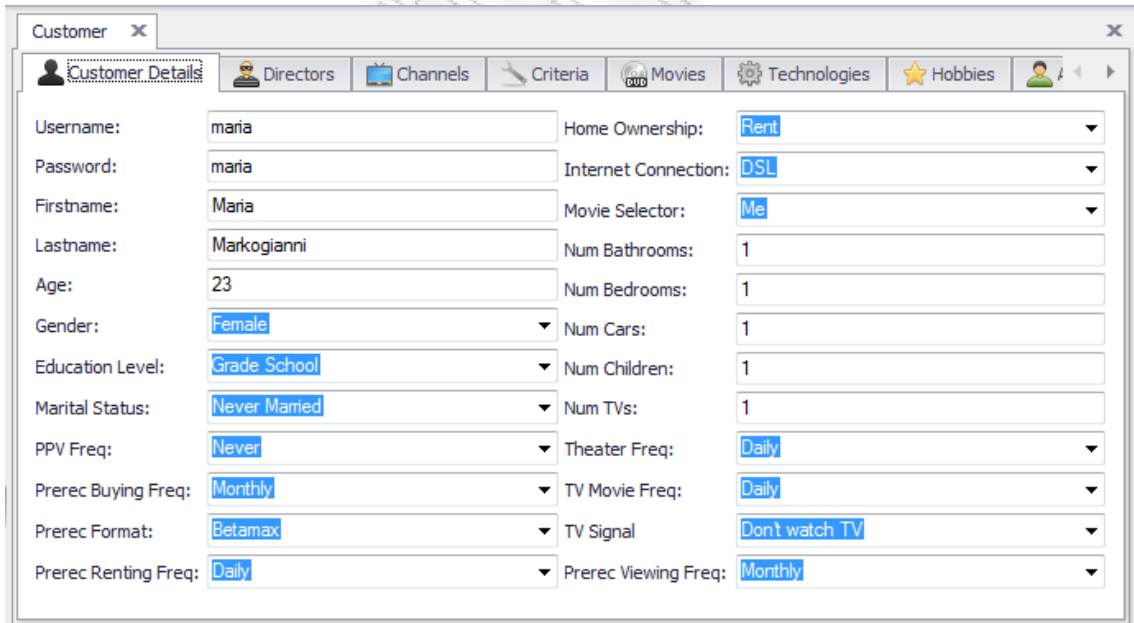 Customer
Customer Details Directors Channels Criteria Movies Technologies Hobbies
Username: maria Home Ownership: Rent
Password: maria Internet Connection: DSL
Firstname: Maria Movie Selector: Me
Lastname: Markogianni Num Bathrooms: 1
Age: 23 Num Bedrooms: 1
Gender: Female Num Cars: 1
Education Level: Grade School Num Children: 1
Marital Status: Never Married Num TVs: 1
PPV Freq: Never Theater Freq: Daily
Prerec Buying Freq: Monthly TV Movie Freq: Daily
Prerec Format: Betamax TV Signal Don't watch TV
Prerec Renting Freq: Daily Prerec Viewing Freq: Monthly